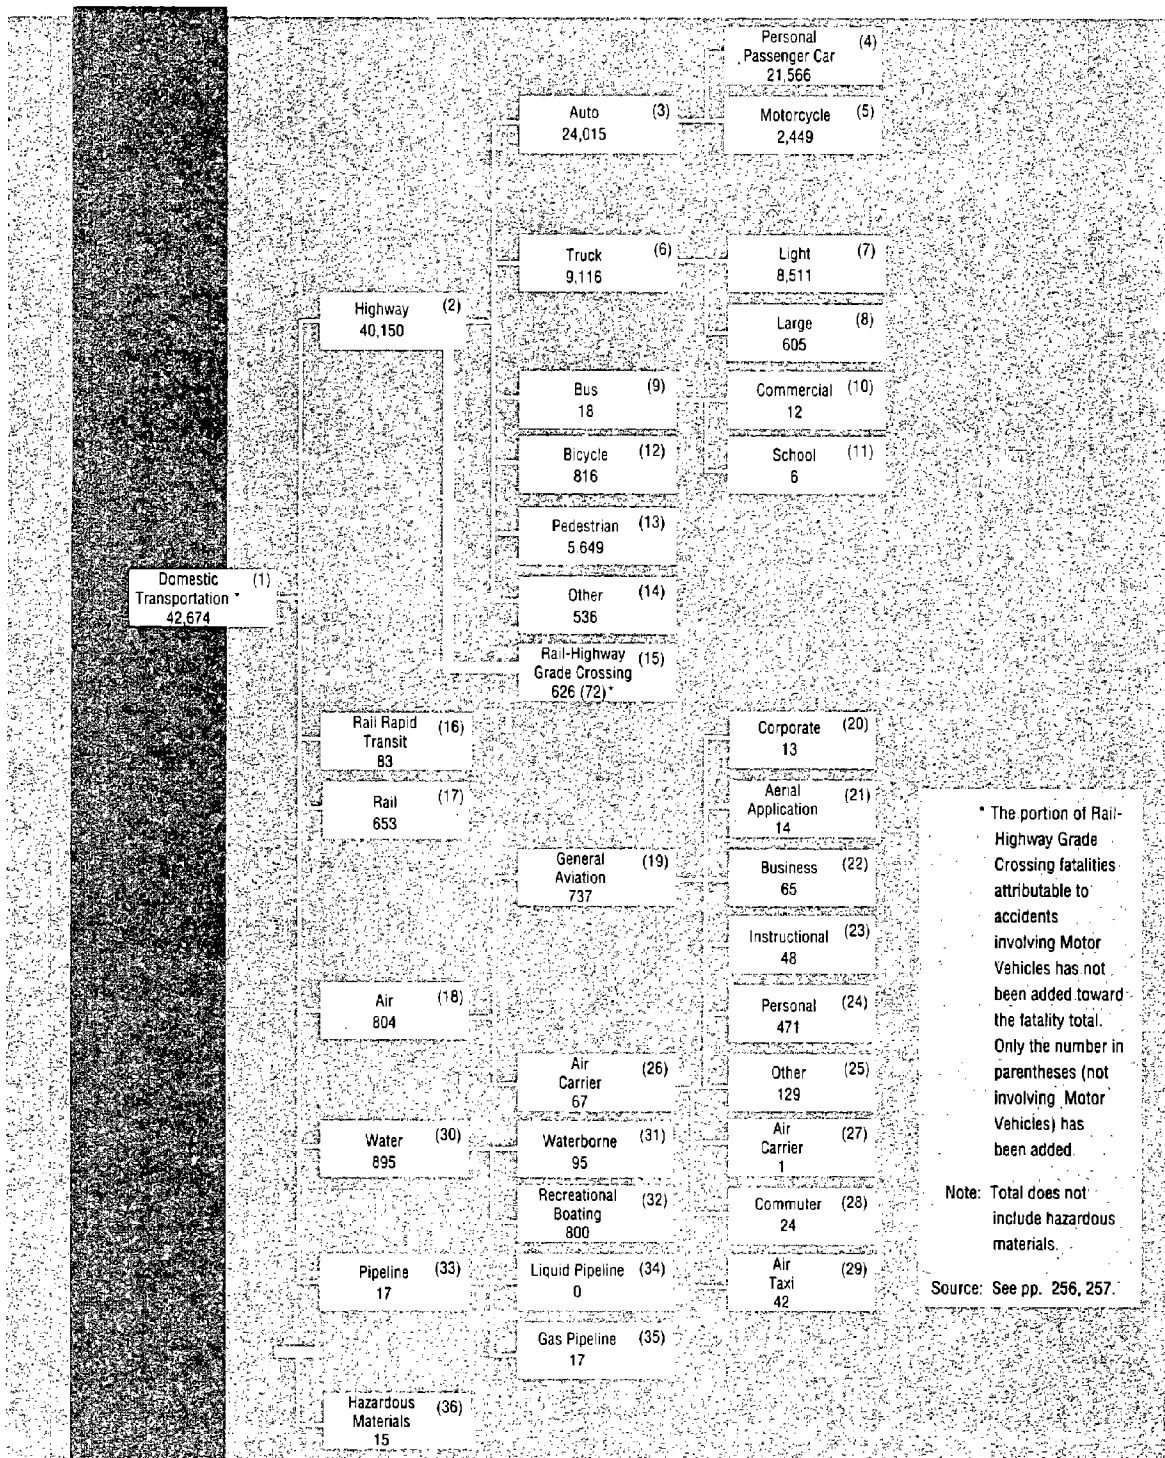 Personal (4)
Passenger Car
21,566
Auto (3)
24,015
Motorcycle (5)
2,449
Truck (6)
9,116
Light (7)
8,511
Highway (2)
40,150
Large (8)
605
Bus (9)
18
Commercial (10)
12
Bicycle (12)
816
School (11)
6
Pedestrian (13)
5.649
Domestic (1)
Transportation *
42,674
Other (14)
536
Rail-Highway (15)
Grade Crossing
626 (72)*
Rail Rapid (16)
Transit
83
Corporate (20)
13
Rail (17)
653
Aerial (21)
Application
14
General (19)
Aviation
737
Business (22)
65
Instructional (23)
48
Air (18)
804
Personal (24)
471
Air (26)
Carrier
67
Other (25)
129
Water (30)
895
Waterborne (31)
95
Air (27)
Carrier
1
Recreational (32)
Boating
800
Commuter (28)
24
Pipeline (33)
17
Liquid Pipeline (34)
0
Air (29)
Taxi
42
Gas Pipeline (35)
17
Hazardous (36)
Materials
15
* The portion of Rail-
Highway Grade
Crossing fatalities
attributable to
accidents
involving Motor
Vehicles has not
been added toward
the fatality total.
Only the number in
parentheses (not
involving Motor
Vehicles) has
been added.
Note: Total does not
include hazardous
materials.
Source: See pp. 256, 257.